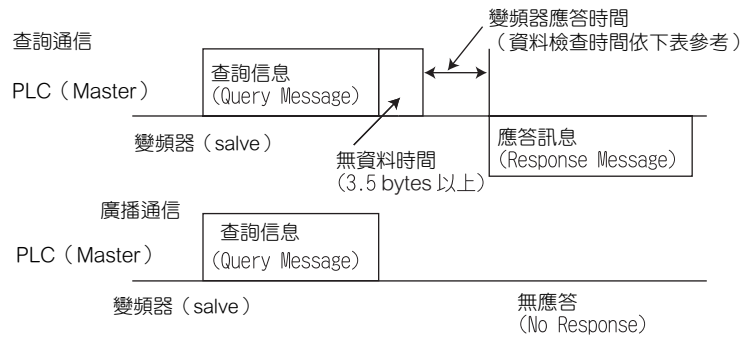 變頻器應答時間
（資料檢查時間依下表參考）
查詢通信
PLC（Master）
查詢信息
(Query Message)
變頻器（salve）
無資料時間
(3.5 bytes 以上)
應答訊息
(Response Message)
廣播通信
PLC（Master）
查詢信息
(Query Message)
變頻器（salve）
無應答
(No Response)